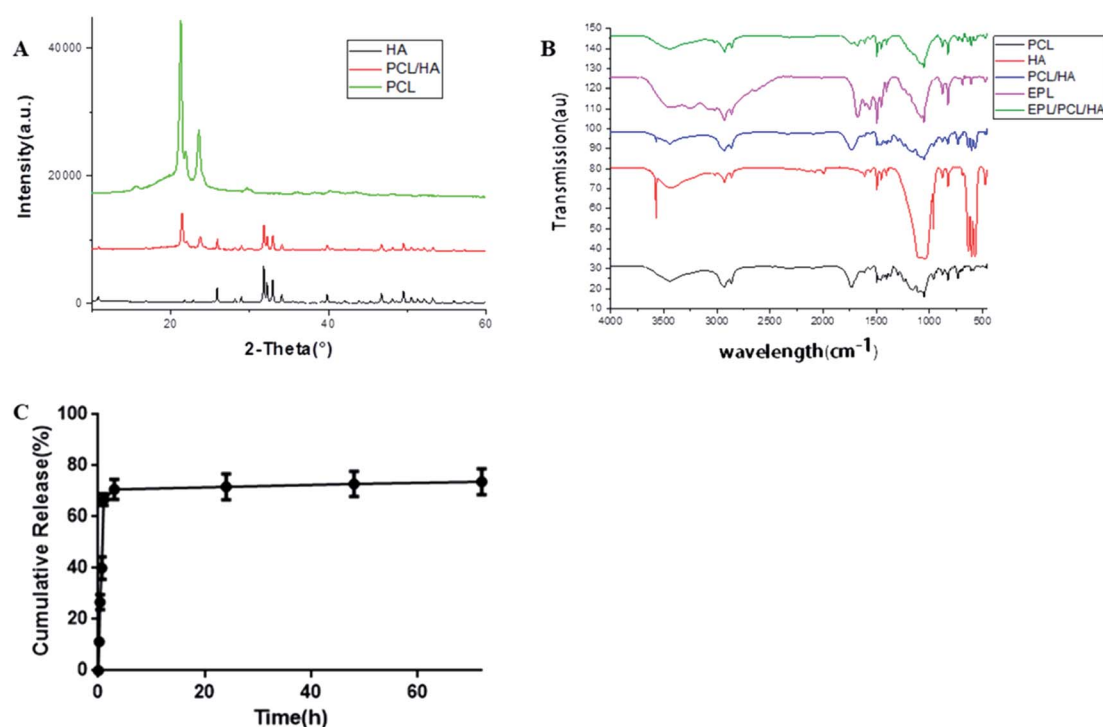 A
Intensity(a.u.)
40000
20000
0
HA
PCL/HA
PCL
20
40
60
2-Theta(°)
B
Transmission(au)
150
140
130
120
110
100
90
80
70
60
50
40
30
20
10
PCL
HA
PCL/HA
EPL
EPL/PCL/HA
4000
3500
3000
2500
2000
1500
1000
500
wavelength(cm-1)
C
Cumulative Release(%)
100
80
60
40
20
0
0
20
40
60
Time(h)